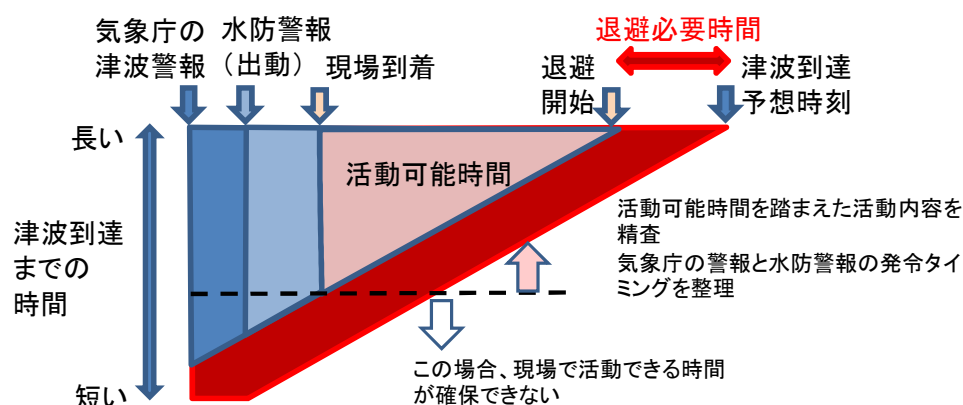 気象庁の
津波警報
水防警報
（出動）
現場到着
退避
開始
退避必要時間
津波到達
予想時刻
長い
津波到達
までの
時間
短い
活動可能時間
活動可能時間を踏まえた活動内容を
精査
気象庁の警報と水防警報の発令タイ
ミングを整理
この場合、現場で活動できる時間
が確保できない